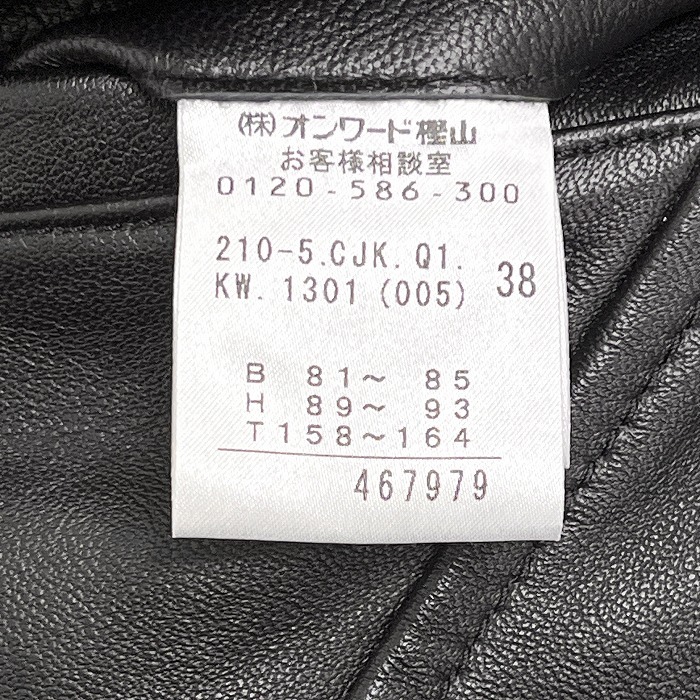 (株)オンワード樫山
お客様相談室
0120-586-300
210-5.CJK.Q1.
KW.1301(005) 38
B 81~ 85
H 89~ 93
T158~164
467979